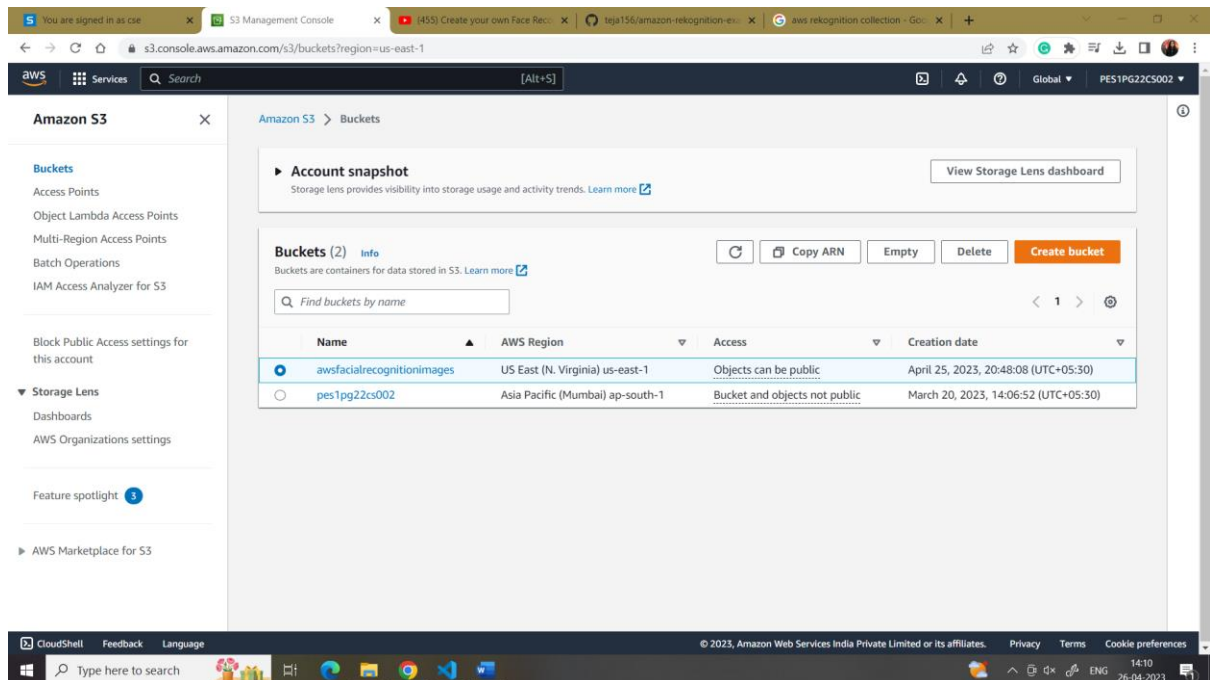 You are signed in as cse
S3 Management Console
(455) Create your own Face Reco
teja156/amazon-rekognition-ex
aws rekognition collection - Goo
s3.console.aws.amazon.com/s3/buckets?region=us-east-1
aws
Services
Search
[Alt+S]
Global
PES1PG22CS002
Amazon S3
Buckets
Access Points
Object Lambda Access Points
Multi-Region Access Points
Batch Operations
IAM Access Analyzer for S3
Block Public Access settings for
this account
Storage Lens
Dashboards
AWS Organizations settings
Feature spotlight 3
AWS Marketplace for S3
Amazon S3 > Buckets
Account snapshot
Storage lens provides visibility into storage usage and activity trends. Learn more
View Storage Lens dashboard
Buckets (2) Info
Buckets are containers for data stored in S3. Learn more
Copy ARN
Empty
Delete
Create bucket
Find buckets by name
< 1 >
Name AWS Region Access Creation date
awsfacialrecognitionimages US East (N. Virginia) us-east-1 Objects can be public April 25, 2023, 20:48:08 (UTC+05:30)
pes1pg22cs002 Asia Pacific (Mumbai) ap-south-1 Bucket and objects not public March 20, 2023, 14:06:52 (UTC+05:30)
CloudShell Feedback Language © 2023, Amazon Web Services India Private Limited or its affiliates. Privacy Terms Cookie preferences
Type here to search
ENG
14:10
26-04-2023